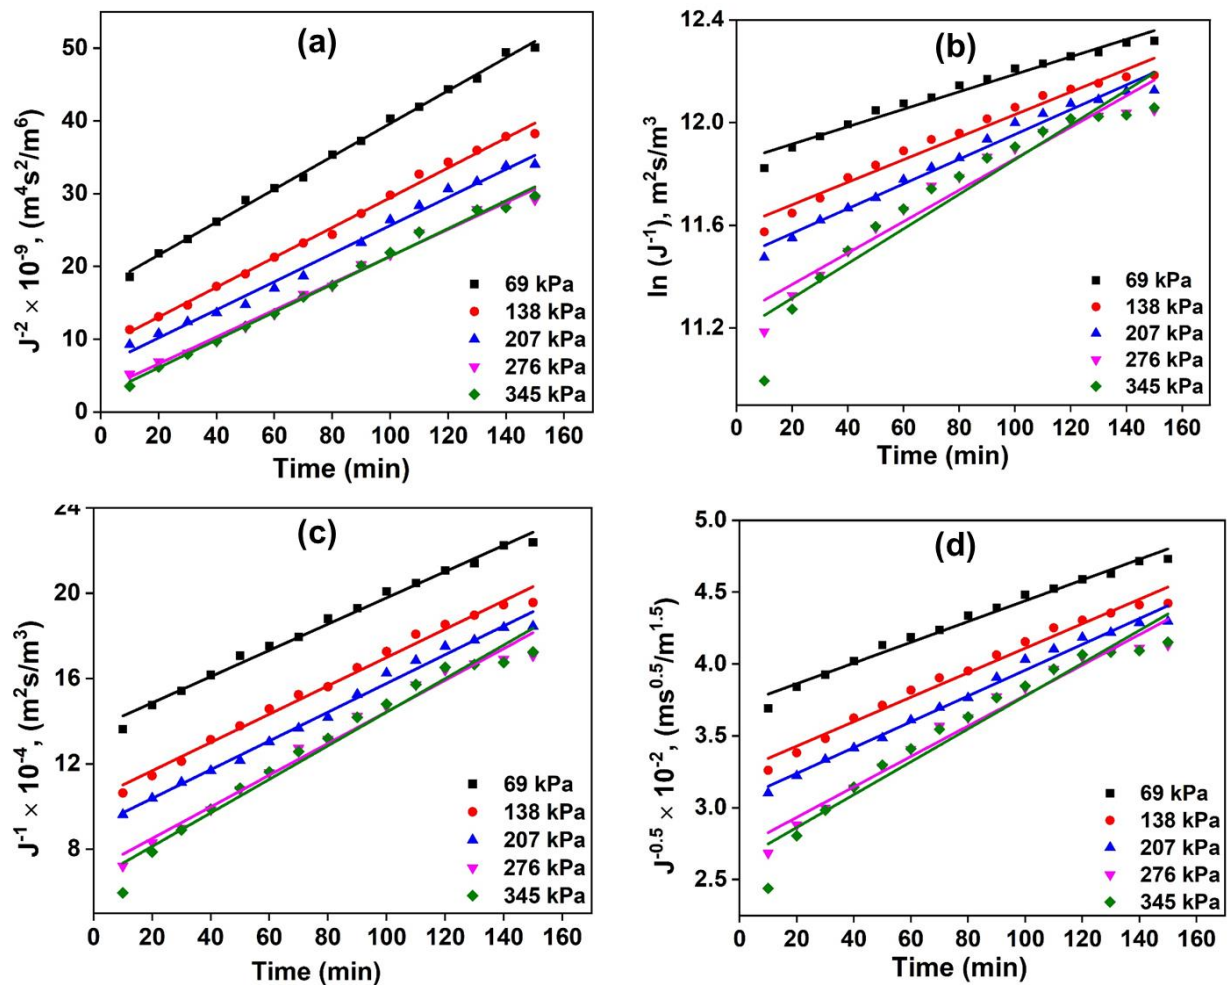 (a)
J⁻² × 10⁻⁹, (m⁴s²/m⁶)
50
40
30
20
10
0
69 kPa
138 kPa
207 kPa
276 kPa
345 kPa
0 20 40 60 80 100 120 140 160
Time (min)
(b)
ln (J⁻¹), m²s/m³
12.4
12.0
11.6
11.2
69 kPa
138 kPa
207 kPa
276 kPa
345 kPa
0 20 40 60 80 100 120 140 160
Time (min)
(c)
J⁻¹ × 10⁻⁴, (m²s/m³)
24
20
16
12
8
69 kPa
138 kPa
207 kPa
276 kPa
345 kPa
0 20 40 60 80 100 120 140 160
Time (min)
(d)
J⁻⁰·⁵ × 10⁻², (ms⁰·⁵/m¹·⁵)
5.0
4.5
4.0
3.5
3.0
2.5
69 kPa
138 kPa
207 kPa
276 kPa
345 kPa
0 20 40 60 80 100 120 140 160
Time (min)